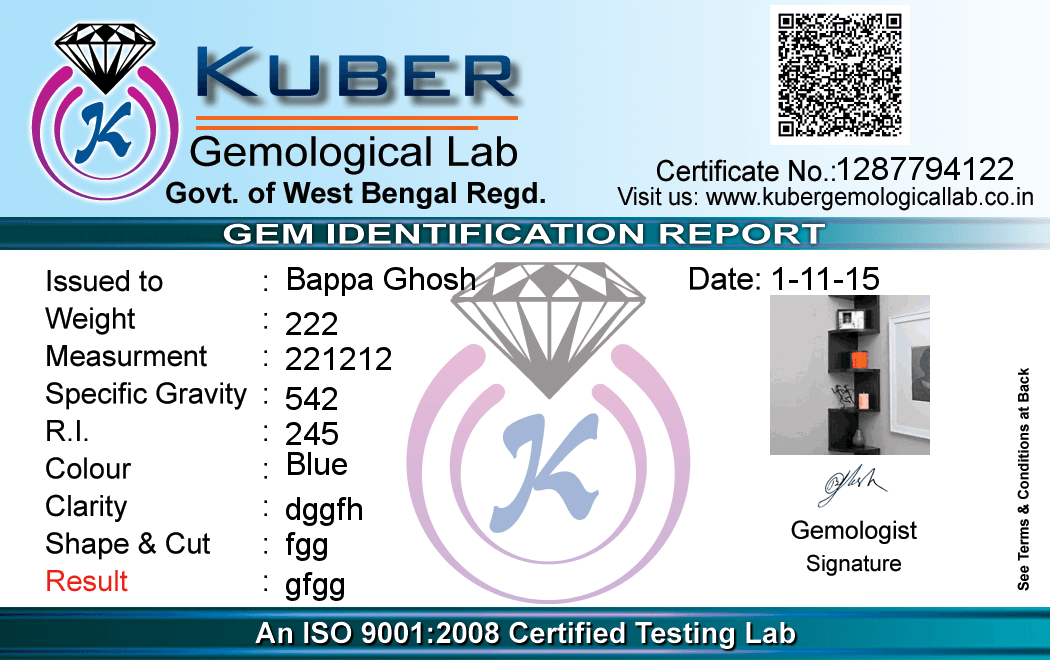 K
KUBER
Gemological Lab
Govt. of West Bengal Regd.
Certificate No.:1287794122
Visit us: www.kubergemologicallab.co.in
GEM IDENTIFICATION REPORT
Issued to : Bappa Ghosh
Date: 1-11-15
Weight : 222
Measurment : 221212
Specific Gravity : 542
R.I. : 245
Colour : Blue
Clarity : dggfh
Shape & Cut : fgg
Result : gfgg
K
Gemologist
Signature
See Terms & Conditions at Back
An ISO 9001:2008 Certified Testing Lab